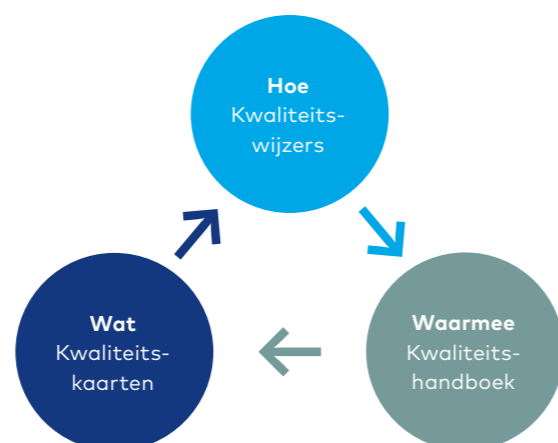 Hoe
Kwaliteits-
wijzers
Wat
Kwaliteits-
kaarten
Waarmee
Kwaliteits-
handboek